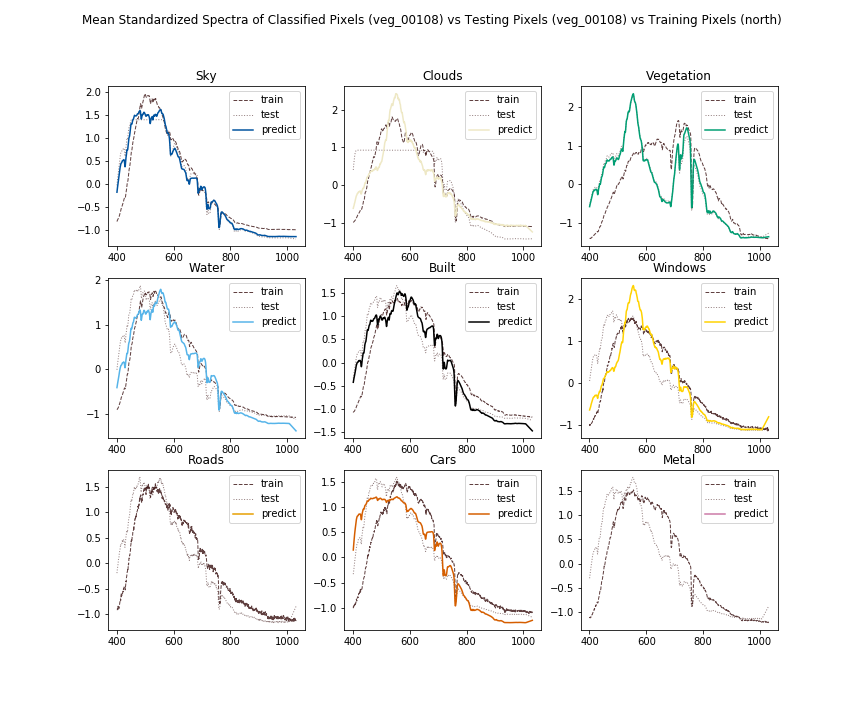 Mean Standardized Spectra of Classified Pixels (veg_00108) vs Testing Pixels (veg_00108) vs Training Pixels (north)
Sky
2.0
1.5
1.0
0.5
0.0
−0.5
−1.0
400 600 800 1000
train
test
predict
Clouds
2
1
0
−1
400 600 800 1000
train
test
predict
Vegetation
2
1
0
−1
400 600 800 1000
train
test
predict
Water
2
1
0
−1
400 600 800 1000
train
test
predict
Built
1.5
1.0
0.5
0.0
−0.5
−1.0
−1.5
400 600 800 1000
train
test
predict
Windows
2
1
0
−1
400 600 800 1000
train
test
predict
Roads
1.5
1.0
0.5
0.0
−0.5
−1.0
400 600 800 1000
train
test
predict
Cars
1.5
1.0
0.5
0.0
−0.5
−1.0
400 600 800 1000
train
test
predict
Metal
1.5
1.0
0.5
0.0
−0.5
−1.0
400 600 800 1000
train
test
predict